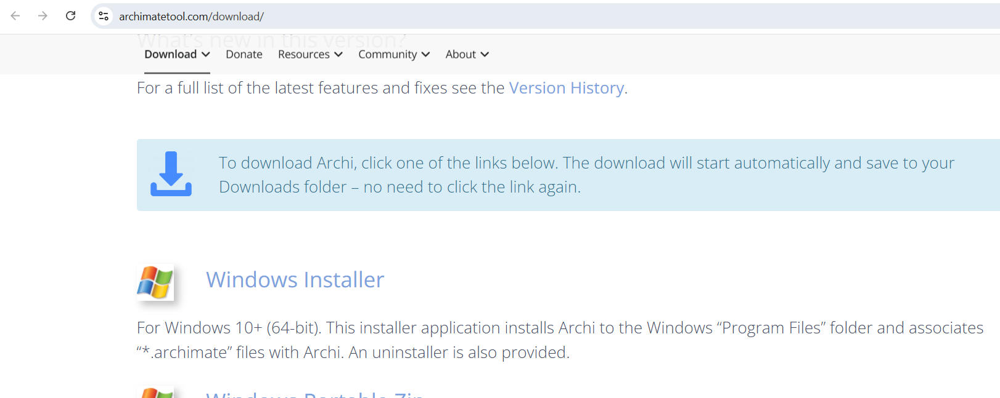 archimatetool.com/download/
What's new in this version?
Download Donate Resources Community About
For a full list of the latest features and fixes see the Version History.
To download Archi, click one of the links below. The download will start automatically and save to your
Downloads folder – no need to click the link again.
Windows Installer
For Windows 10+ (64-bit). This installer application installs Archi to the Windows “Program Files” folder and associates
“*.archimate” files with Archi. An uninstaller is also provided.
Windows Portable Zip